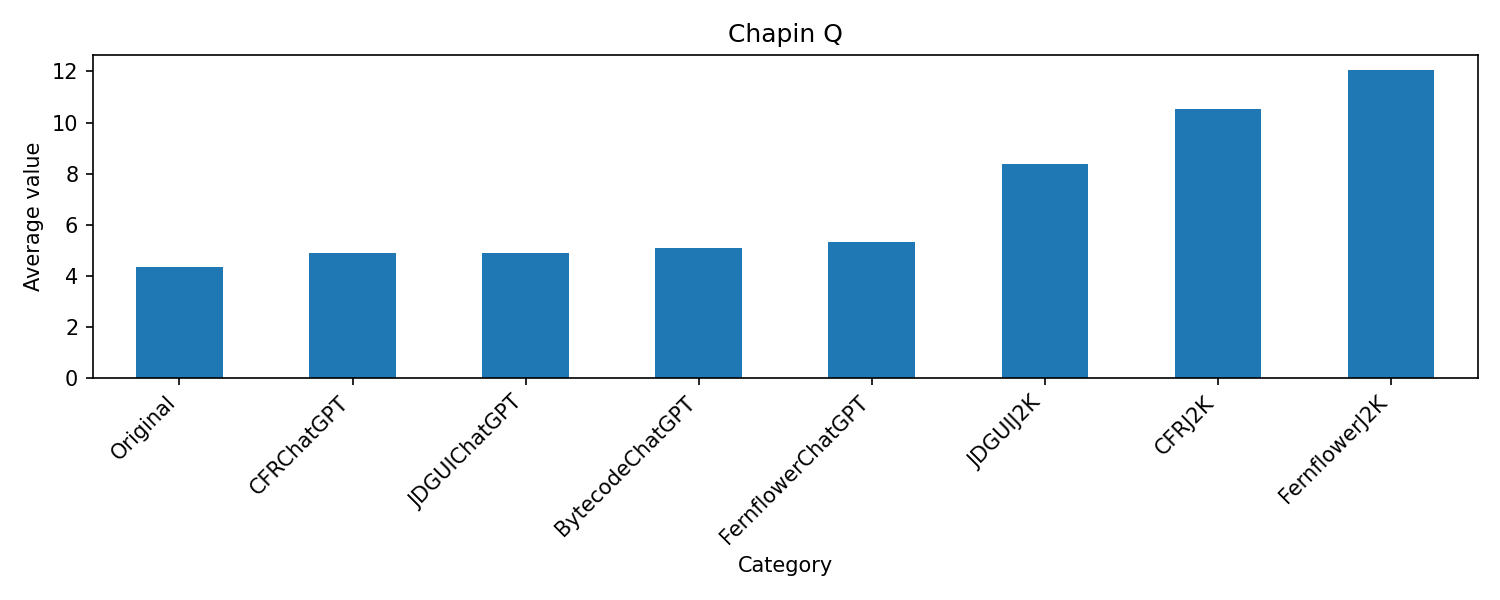 Chapin Q
Average value
12
10
8
6
4
2
0
Original
CFRChatGPT
JDGUIChatGPT
BytecodeChatGPT
FernflowerChatGPT
JDGUIJ2K
CFRJ2K
FernflowerJ2K
Category